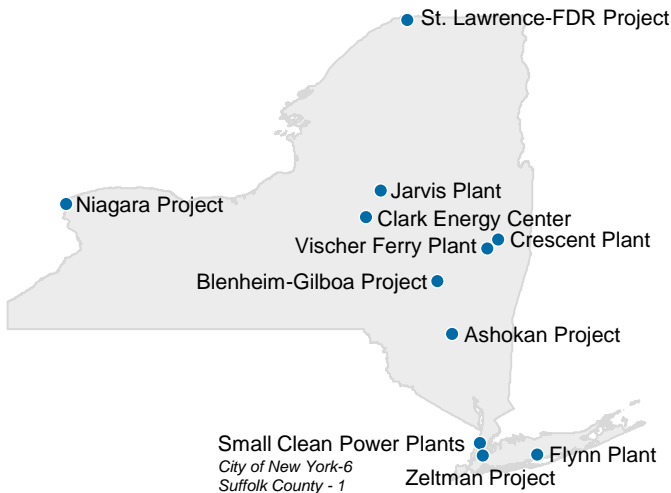 St. Lawrence-FDR Project
Jarvis Plant
Niagara Project
Clark Energy Center
Crescent Plant
Vischer Ferry Plant
Blenheim-Gilboa Project
Ashokan Project
Small Clean Power Plants
City of New York-6
Suffolk County - 1
Flynn Plant
Zeltman Project